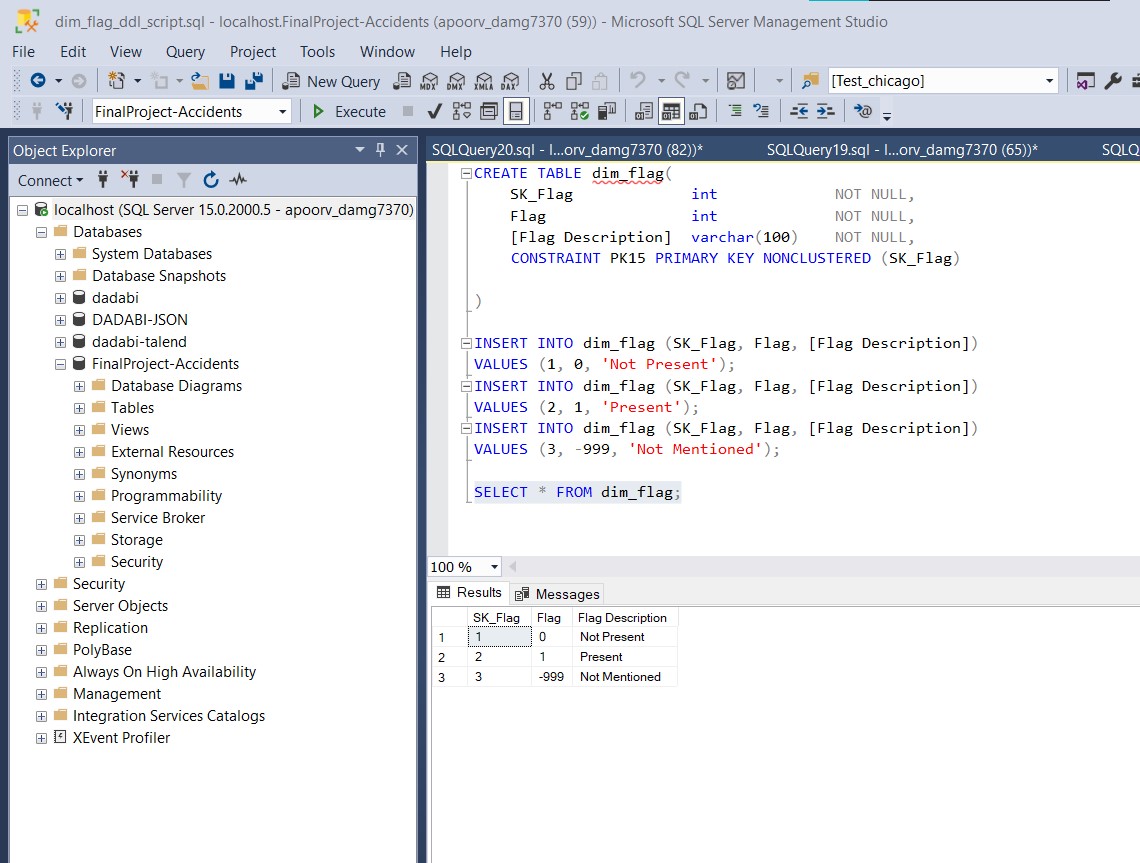 dim_flag_ddl_script.sql - localhost.FinalProject-Accidents (apoorv_damg7370 (59)) - Microsoft SQL Server Management Studio
File Edit View Query Project Tools Window Help
New Query MDX DMX XMLA DAX [Test_chicago]
FinalProject-Accidents Execute
Object Explorer
Connect
localhost (SQL Server 15.0.2000.5 - apoorv_damg7370)
Databases
System Databases
Database Snapshots
dadabi
DADABI-JSON
dadabi-talend
FinalProject-Accidents
Database Diagrams
Tables
Views
External Resources
Synonyms
Programmability
Service Broker
Storage
Security
Security
Server Objects
Replication
PolyBase
Always On High Availability
Management
Integration Services Catalogs
XEvent Profiler
SQLQuery20.sql - l...orv_damg7370 (82))* SQLQuery19.sql - l...orv_damg7370 (65))* SQLQ
CREATE TABLE dim_flag(
SK_Flag int NOT NULL,
Flag int NOT NULL,
[Flag Description] varchar(100) NOT NULL,
CONSTRAINT PK15 PRIMARY KEY NONCLUSTERED (SK_Flag)
)
INSERT INTO dim_flag (SK_Flag, Flag, [Flag Description])
VALUES (1, 0, 'Not Present');
INSERT INTO dim_flag (SK_Flag, Flag, [Flag Description])
VALUES (2, 1, 'Present');
INSERT INTO dim_flag (SK_Flag, Flag, [Flag Description])
VALUES (3, -999, 'Not Mentioned');
SELECT * FROM dim_flag;
100 %
Results Messages
SK_Flag Flag Flag Description
1 1 0 Not Present
2 2 1 Present
3 3 -999 Not Mentioned